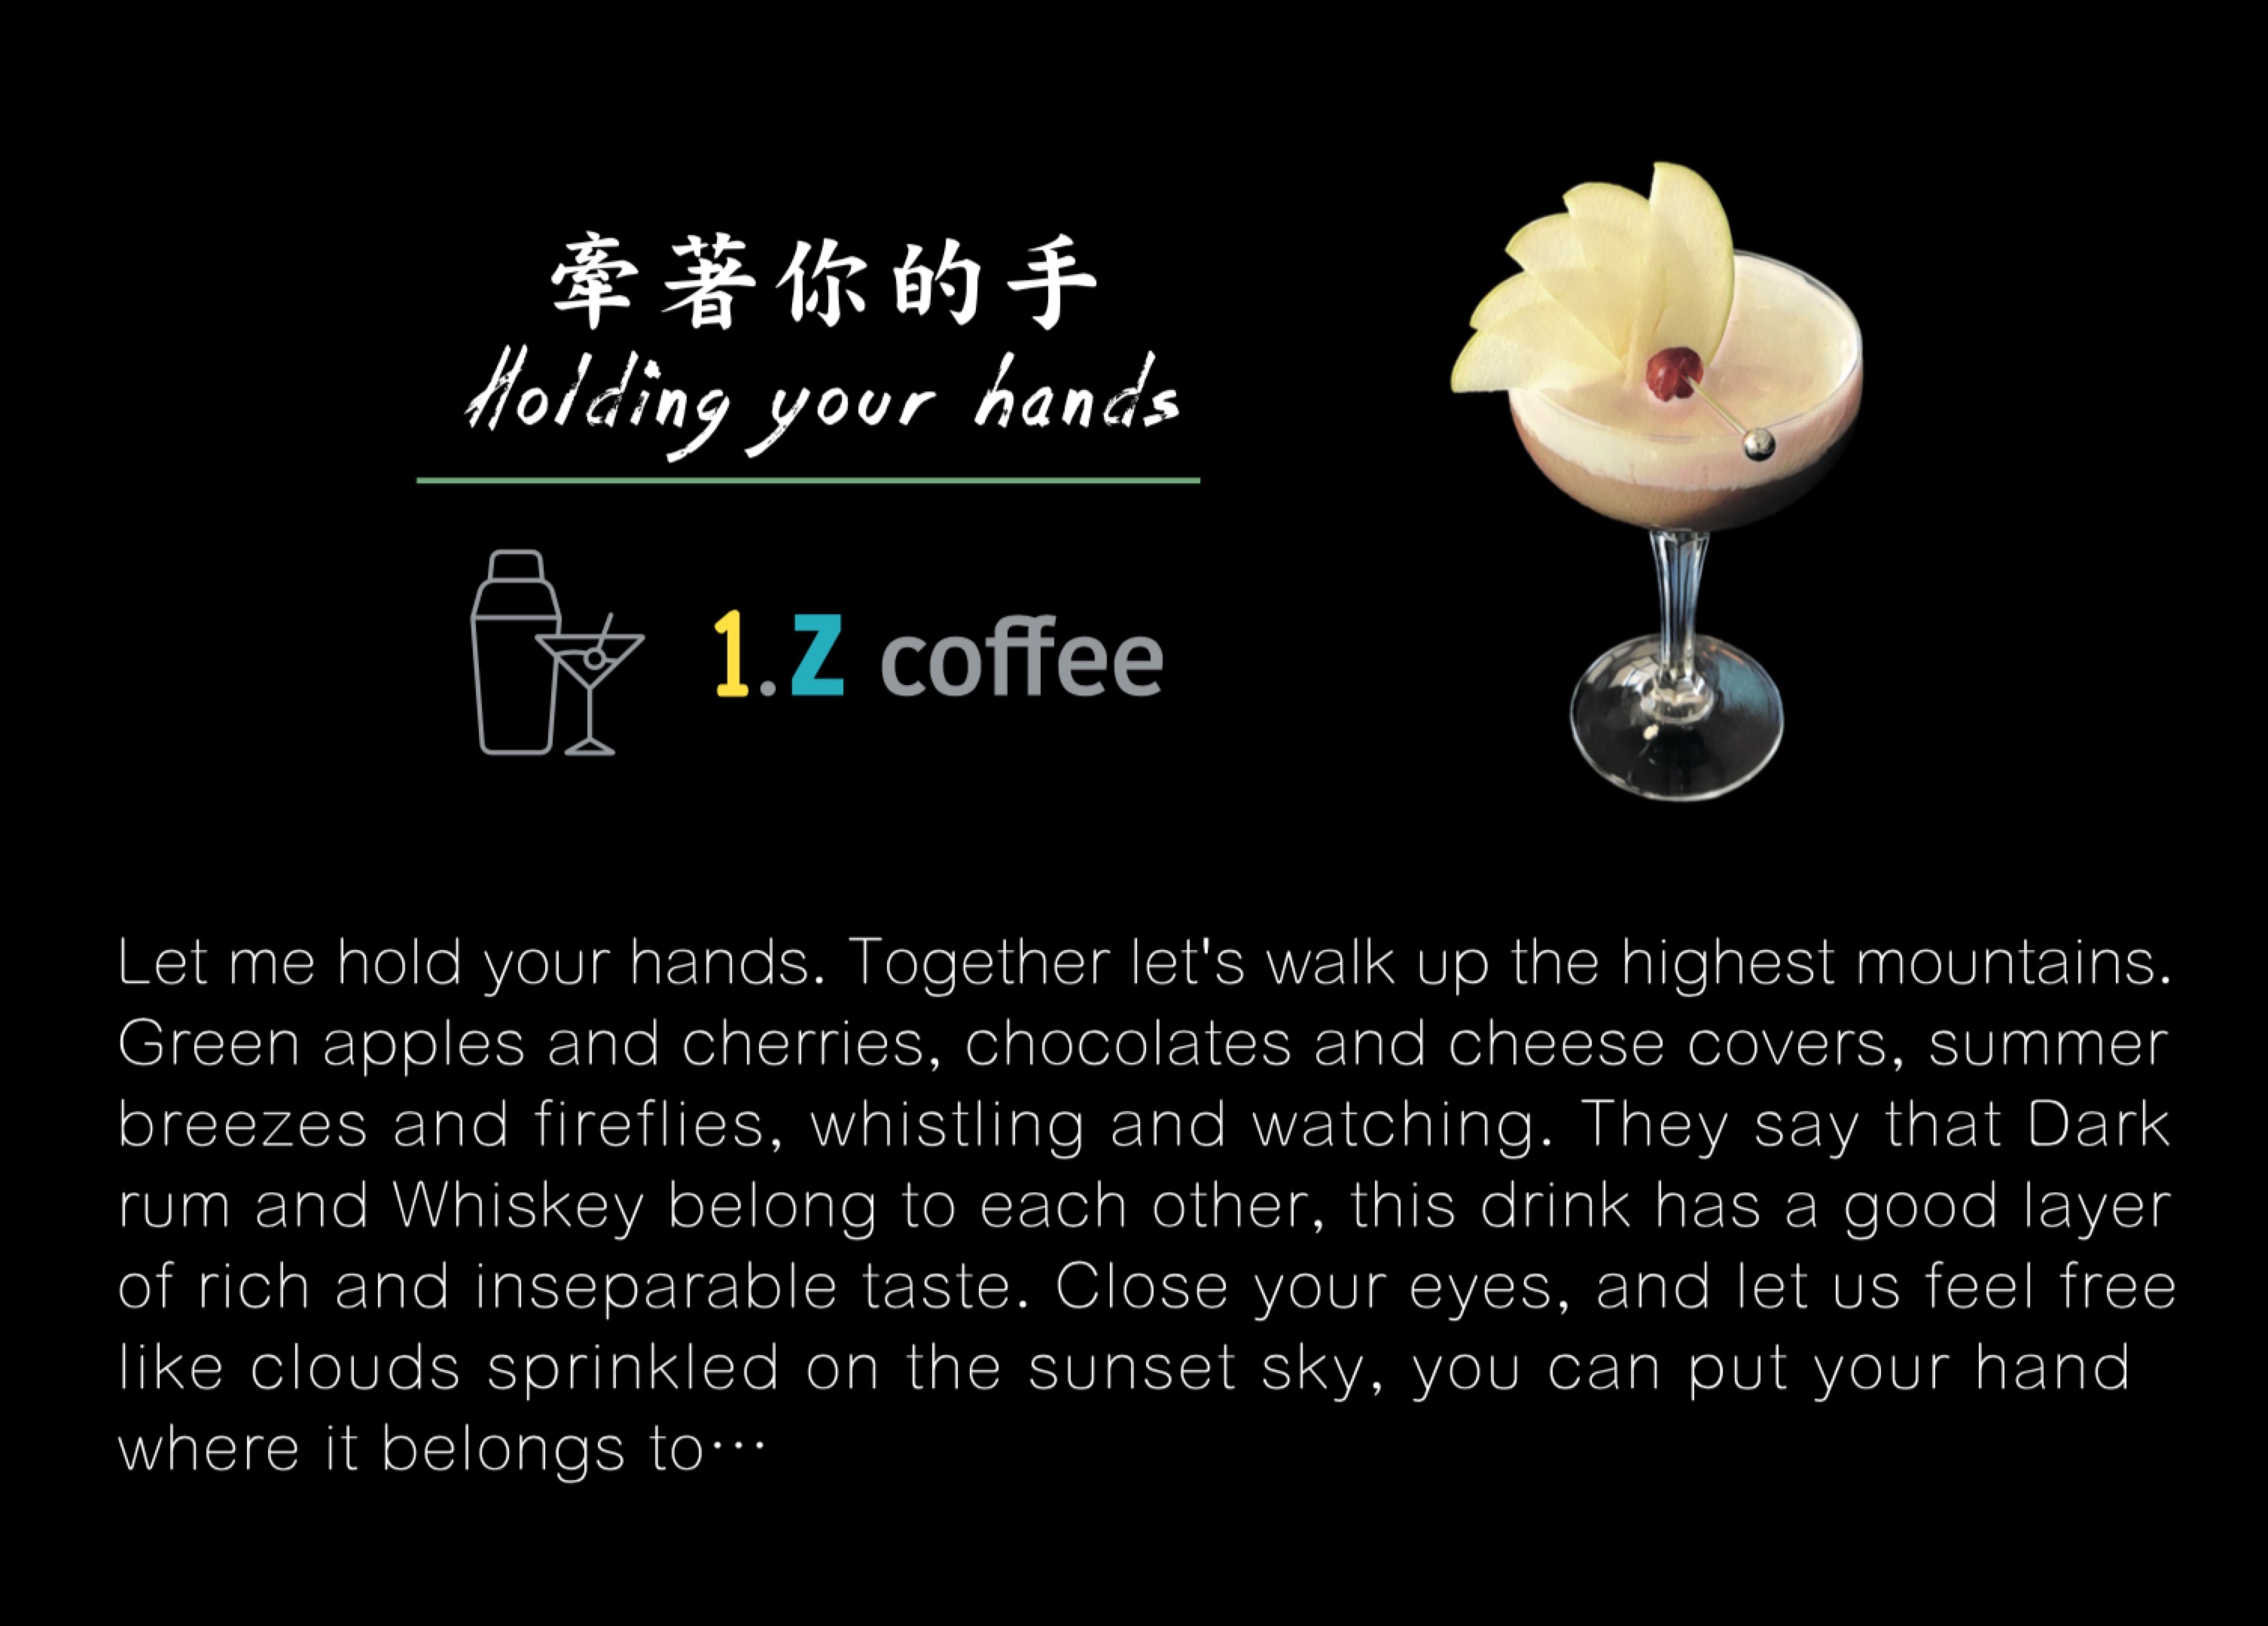 牽著你的手
Holding your hands
1.Z coffee
Let me hold your hands. Together let's walk up the highest mountains.
Green apples and cherries, chocolates and cheese covers, summer
breezes and fireflies, whistling and watching. They say that Dark
rum and Whiskey belong to each other, this drink has a good layer
of rich and inseparable taste. Close your eyes, and let us feel free
like clouds sprinkled on the sunset sky, you can put your hand
where it belongs to⋯